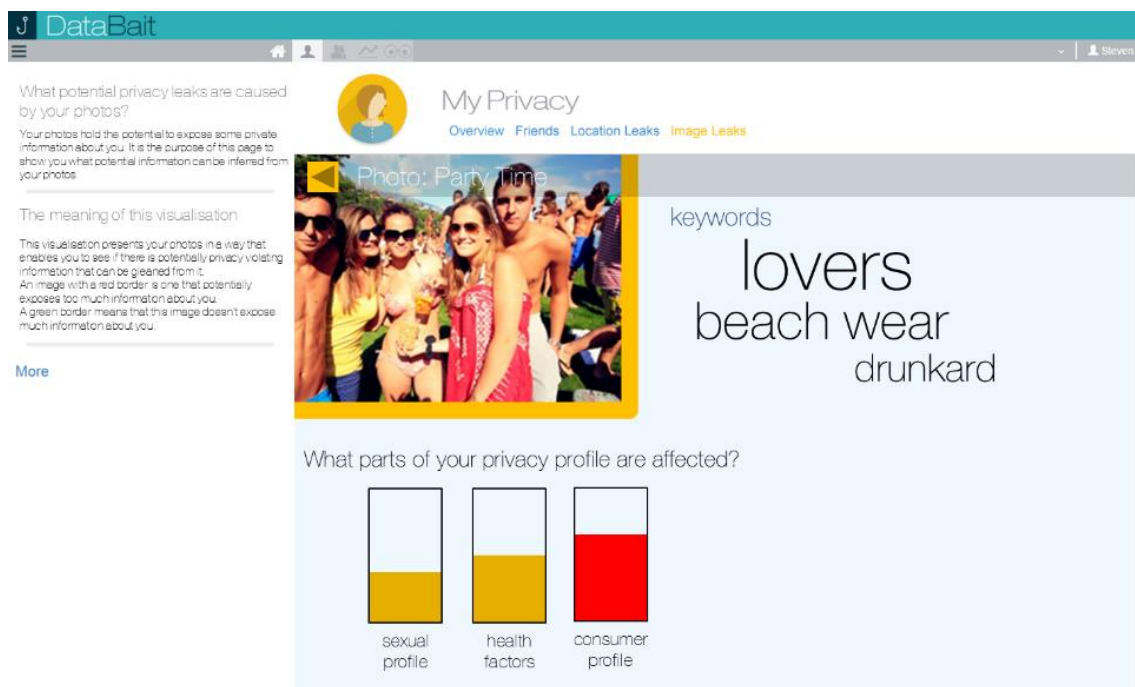 DataBait
Steven
What potential privacy leaks are caused
by your photos?
Your photos hold the potential to expose some private
information about you. It is the purpose of this page to
show you what potential information can be inferred from
your photos
The meaning of this visualisation
This visualisation presents your photos in a way that
enables you to see if there is potentially privacy violating
information that can be gleaned from it.
An image with a red border is one that potentially
exposes too much information about you.
A green border means that this image doesn't expose
much information about you.
More
My Privacy
Overview Friends Location Leaks Image Leaks
Photo: Party Time
keywords
lovers
beach wear
drunkard
What parts of your privacy profile are affected?
sexual
profile
health
factors
consumer
profile